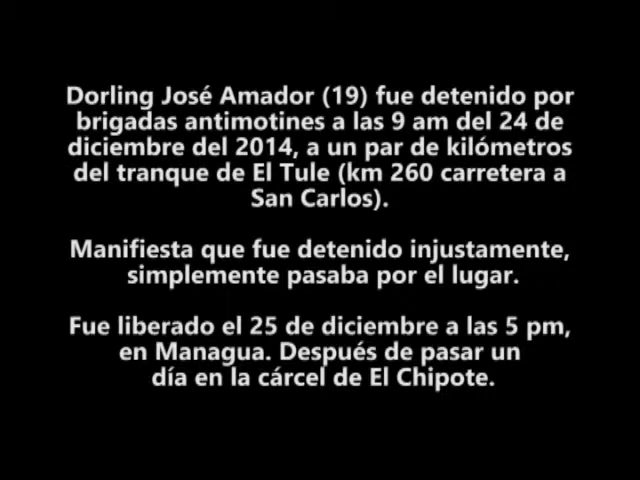 Dorling José Amador (19) fue detenido por
brigadas antimotines a las 9 am del 24 de
diciembre del 2014, a un par de kilómetros
del tranque de El Tule (km 260 carretera a
San Carlos).
Manifiesta que fue detenido injustamente,
simplemente pasaba por el lugar.
Fue liberado el 25 de diciembre a las 5 pm,
en Managua. Después de pasar un
día en la cárcel de El Chipote.